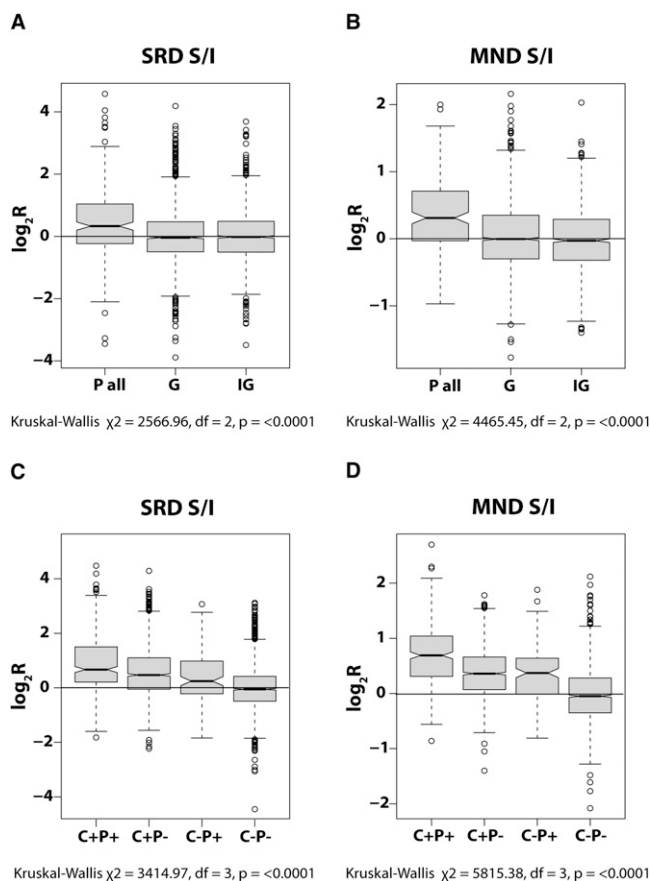 A
SRD S/I
4
2
0
−2
−4
log2R
P all G IG
Kruskal-Wallis χ2 = 2566.96, df = 2, p = <0.0001
B
MND S/I
2
1
0
−1
log2R
P all G IG
Kruskal-Wallis χ2 = 4465.45, df = 2, p = <0.0001
C
SRD S/I
4
2
0
−2
−4
log2R
C+P+ C+P- C-P+ C-P-
Kruskal-Wallis χ2 = 3414.97, df = 3, p = <0.0001
D
MND S/I
2
1
0
−1
−2
log2R
C+P+ C+P- C-P+ C-P-
Kruskal-Wallis χ2 = 5815.38, df = 3, p = <0.0001